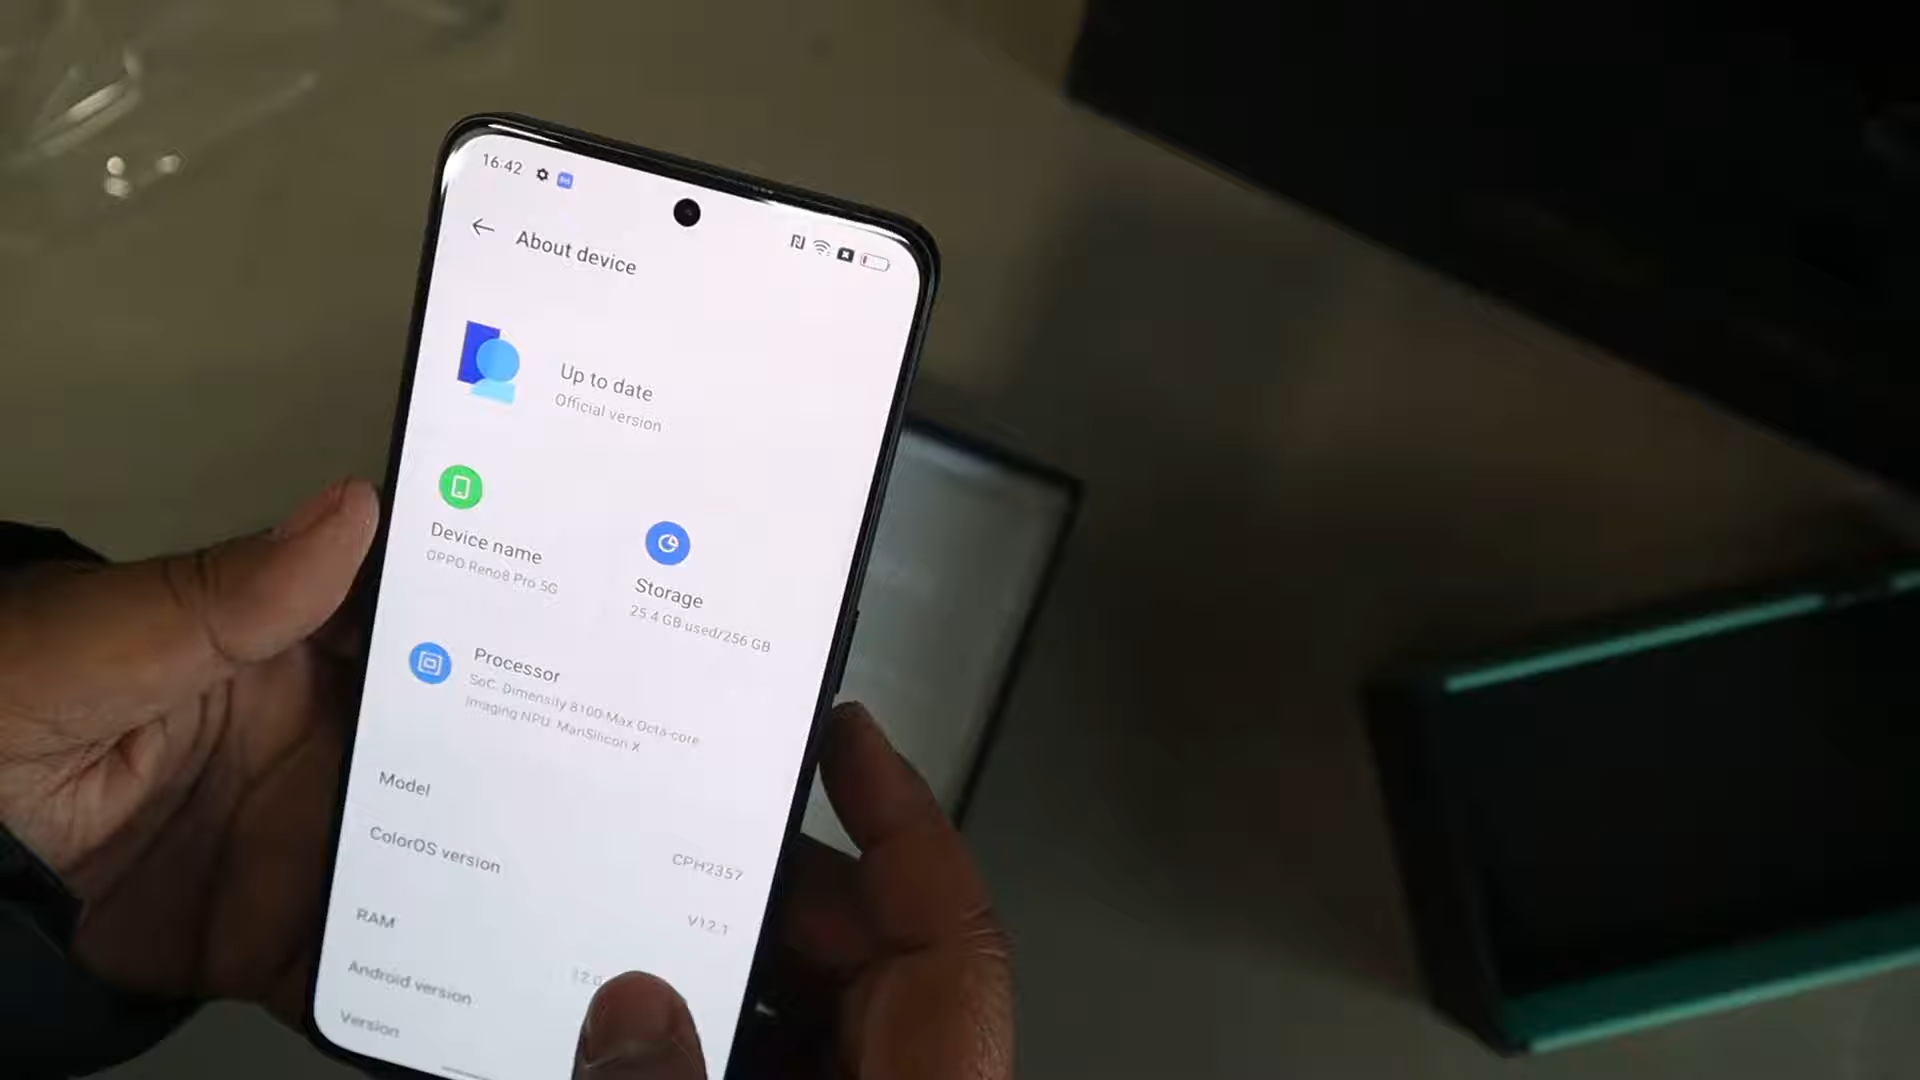 16:42
About device
Up to date
Official version
Device name
OPPO Reno8 Pro 5G
Storage
25.4 GB used/256 GB
Processor
SoC: Dimensity 8100-Max Octa-core
Imaging NPU: MariSilicon X
Model
CPH2357
ColorOS version
V12.1
RAM
12.0
Android version
Version